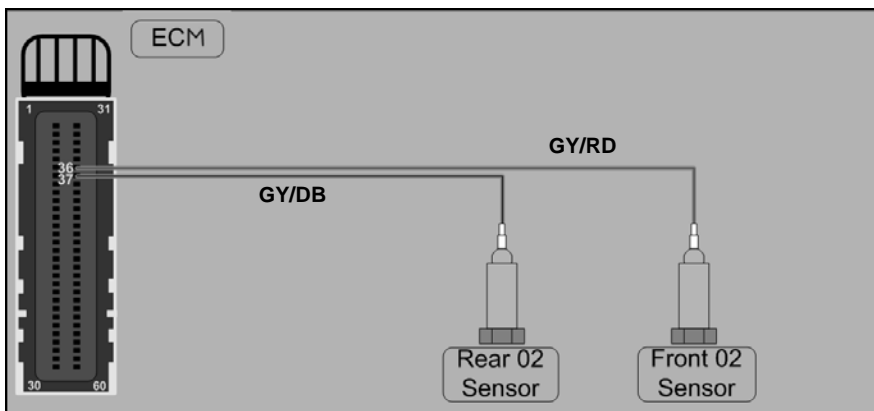 ECM
1 31
36
37
GY/RD
GY/DB
30 60
Rear 02
Sensor
Front 02
Sensor